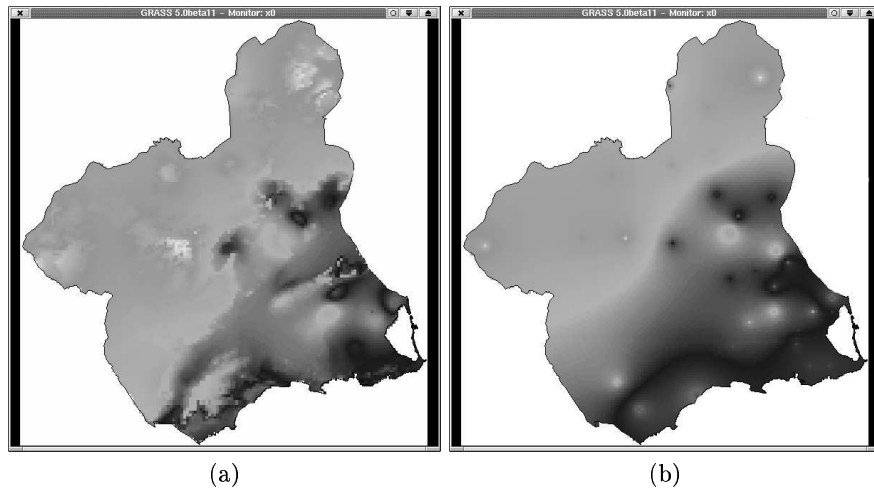 GRASS 5.0beta11 – Monitor: x0
GRASS 5.0beta11 – Monitor: x0
(a)
(b)